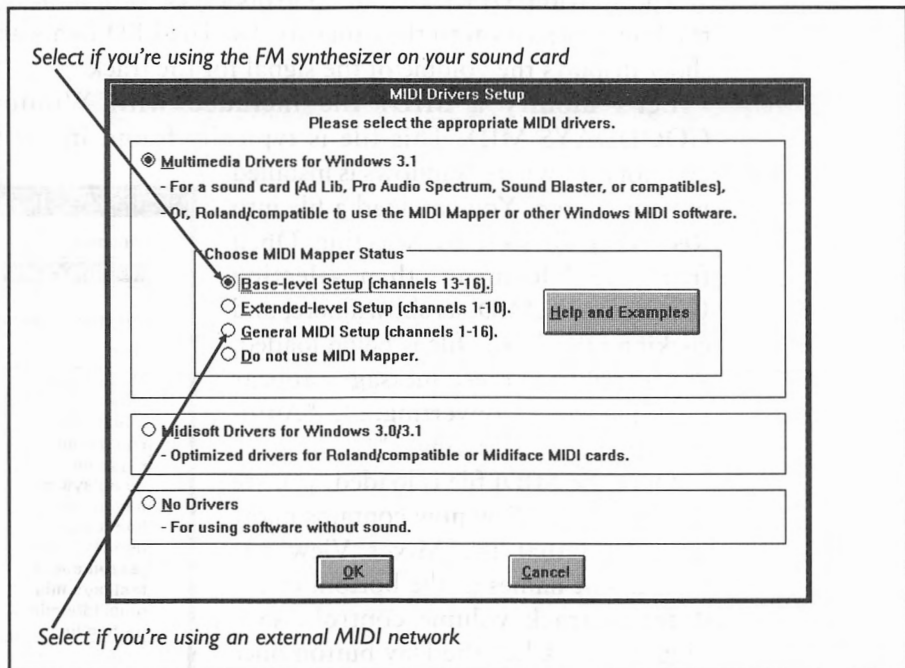 Select if you're using the FM synthesizer on your sound card
MIDI Drivers Setup
Please select the appropriate MIDI drivers.
Multimedia Drivers for Windows 3.1
- For a sound card (Ad Lib, Pro Audio Spectrum, Sound Blaster, or compatibles),
- Or, Roland/compatible to use the MIDI Mapper or other Windows MIDI software.
Choose MIDI Mapper Status
Base-level Setup (channels 13-16).
Extended-level Setup (channels 1-10).
General MIDI Setup (channels 1-16).
Do not use MIDI Mapper.
Help and Examples
Midisoft Drivers for Windows 3.0/3.1
- Optimized drivers for Roland/compatible or Midiface MIDI cards.
No Drivers
- For using software without sound.
OK
Cancel
Select if you're using an external MIDI network